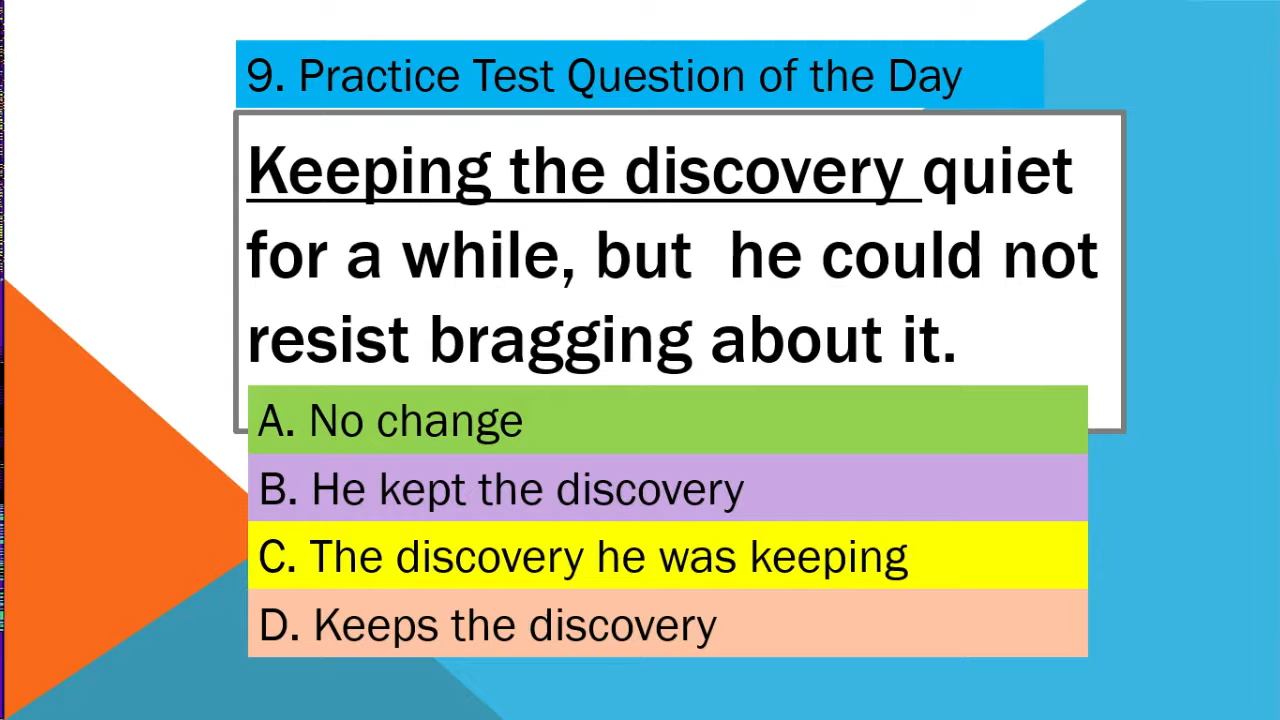 9. Practice Test Question of the Day
Keeping the discovery quiet
for a while, but  he could not
resist bragging about it.
A. No change
B. He kept the discovery
C. The discovery he was keeping
D. Keeps the discovery